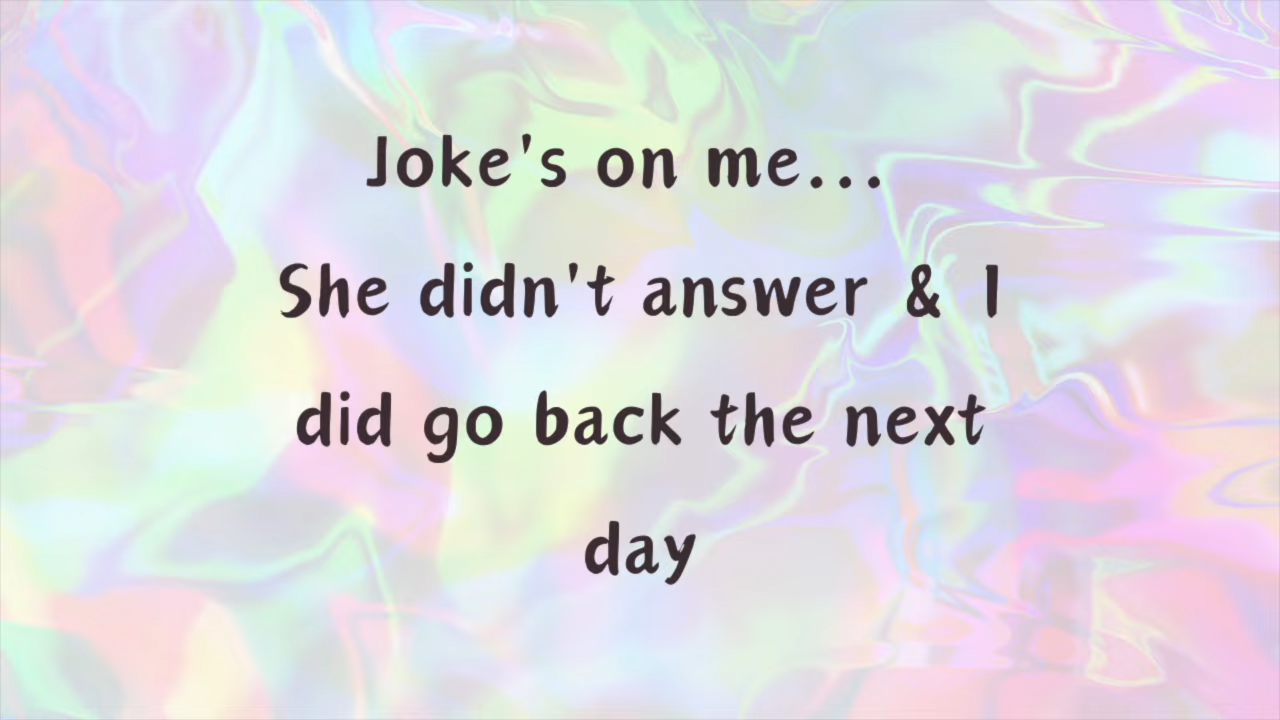 Joke's on me...
She didn't answer & I
did go back the next
day